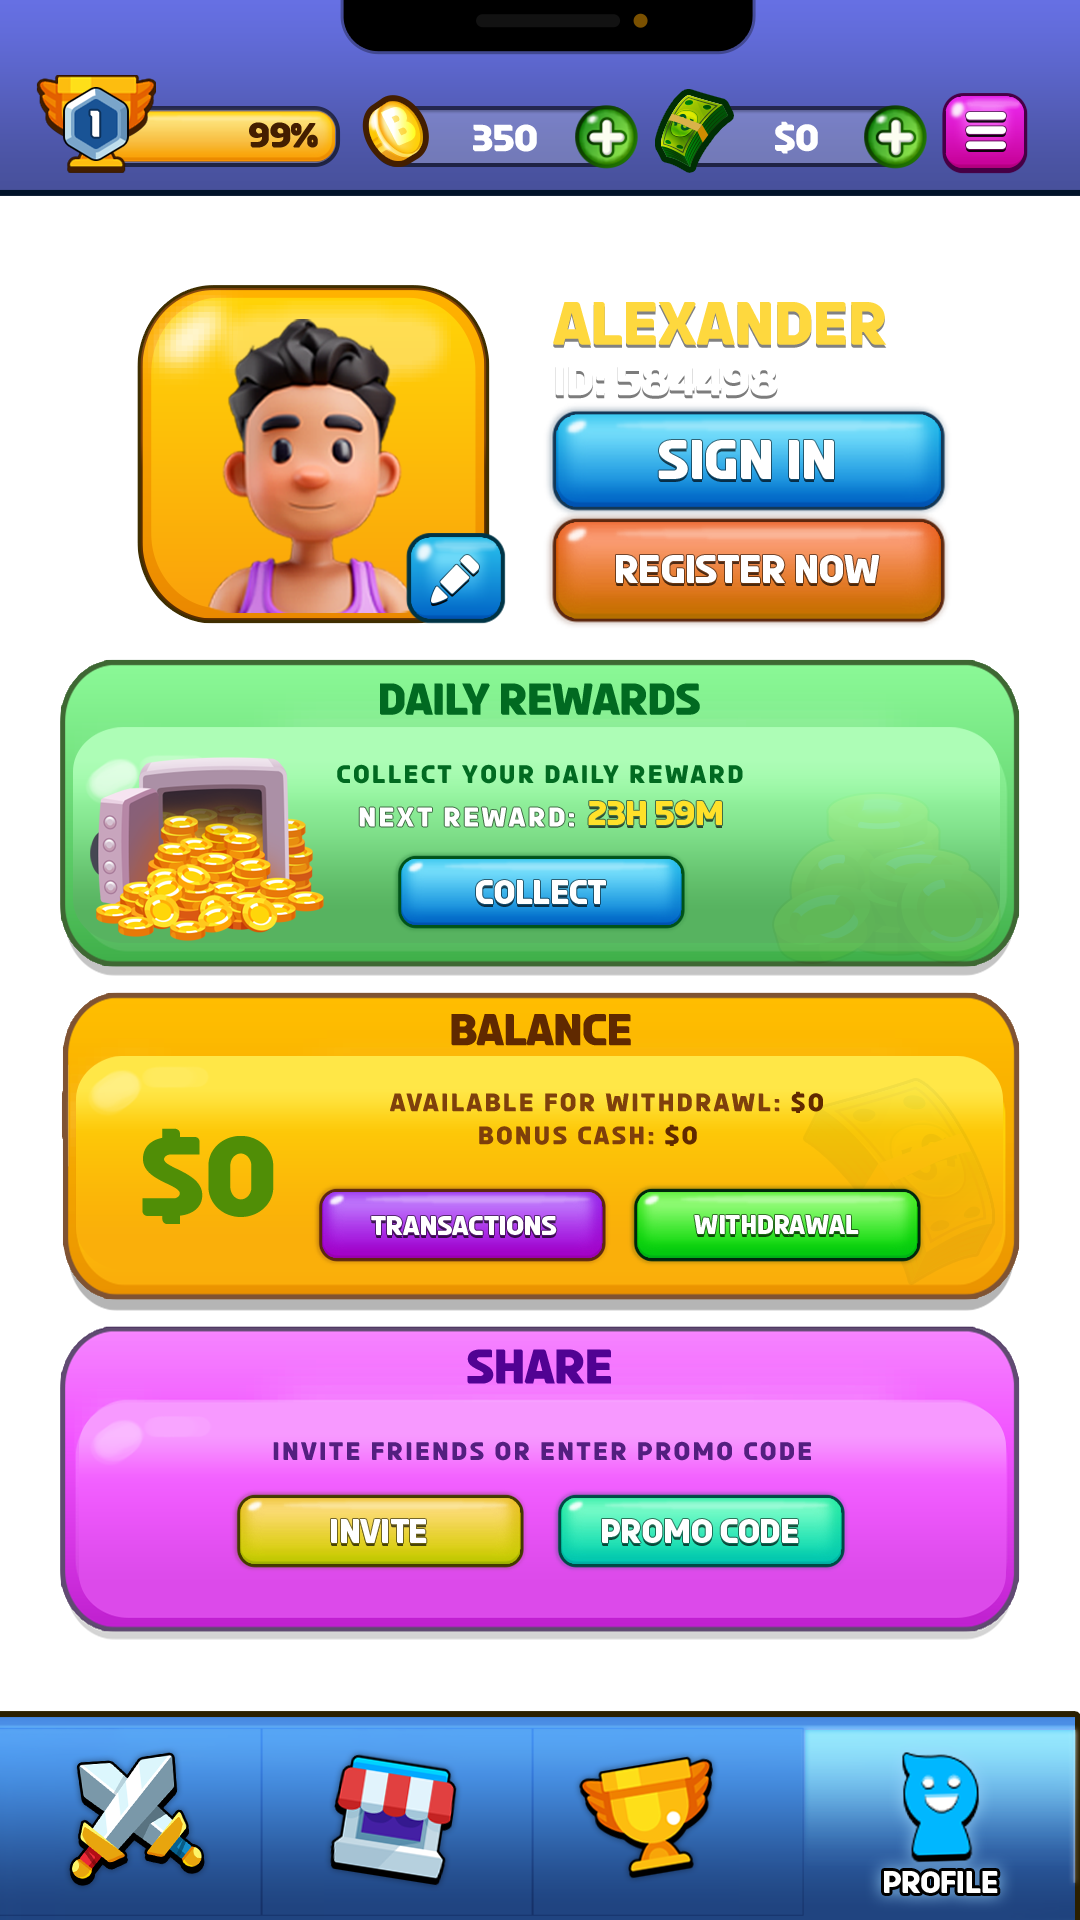 1
99%
B
350
$0
ALEXANDER
ID: 584498
SIGN IN
REGISTER NOW
DAILY REWARDS
COLLECT YOUR DAILY REWARD
NEXT REWARD: 23H 59M
COLLECT
BALANCE
AVAILABLE FOR WITHDRAWL: $0
BONUS CASH: $0
$0
TRANSACTIONS
WITHDRAWAL
SHARE
INVITE FRIENDS OR ENTER PROMO CODE
INVITE
PROMO CODE
PROFILE